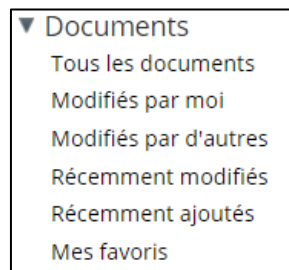 Documents
Tous les documents
Modifiés par moi
Modifiés par d'autres
Récemment modifiés
Récemment ajoutés
Mes favoris